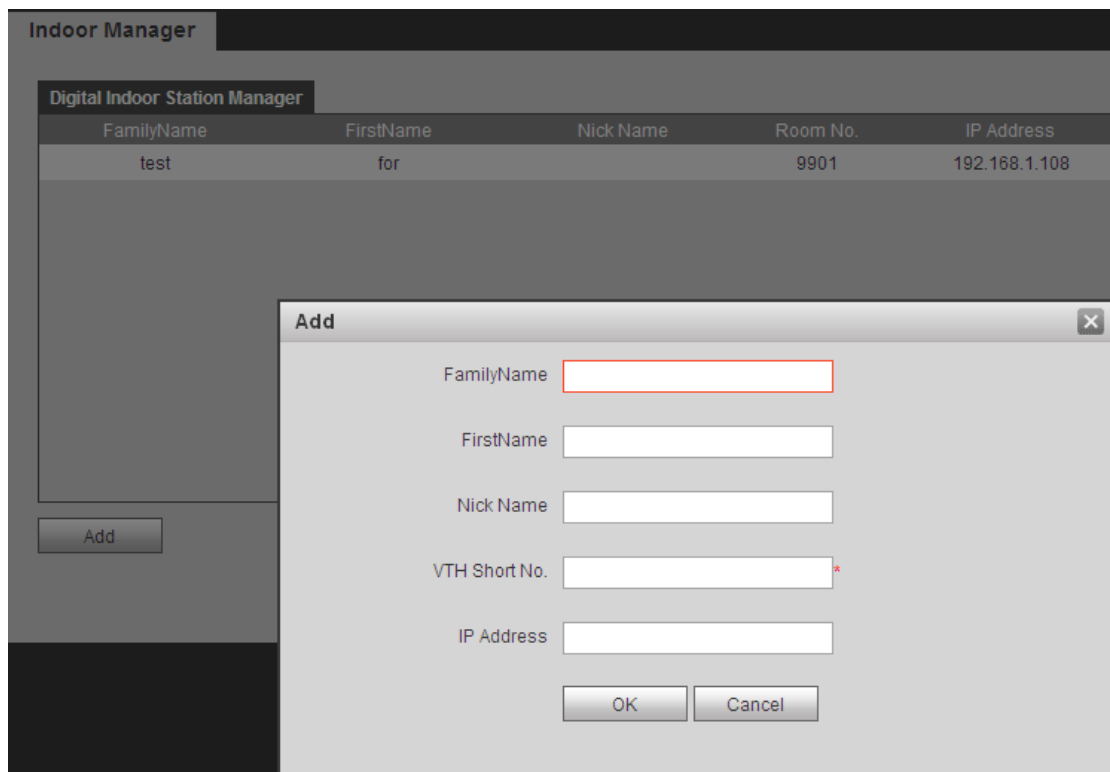 Indoor Manager
Digital Indoor Station Manager
FamilyName FirstName Nick Name Room No. IP Address
test for 9901 192.168.1.108
Add
FamilyName
FirstName
Nick Name
VTH Short No. *
IP Address
OK Cancel
Add